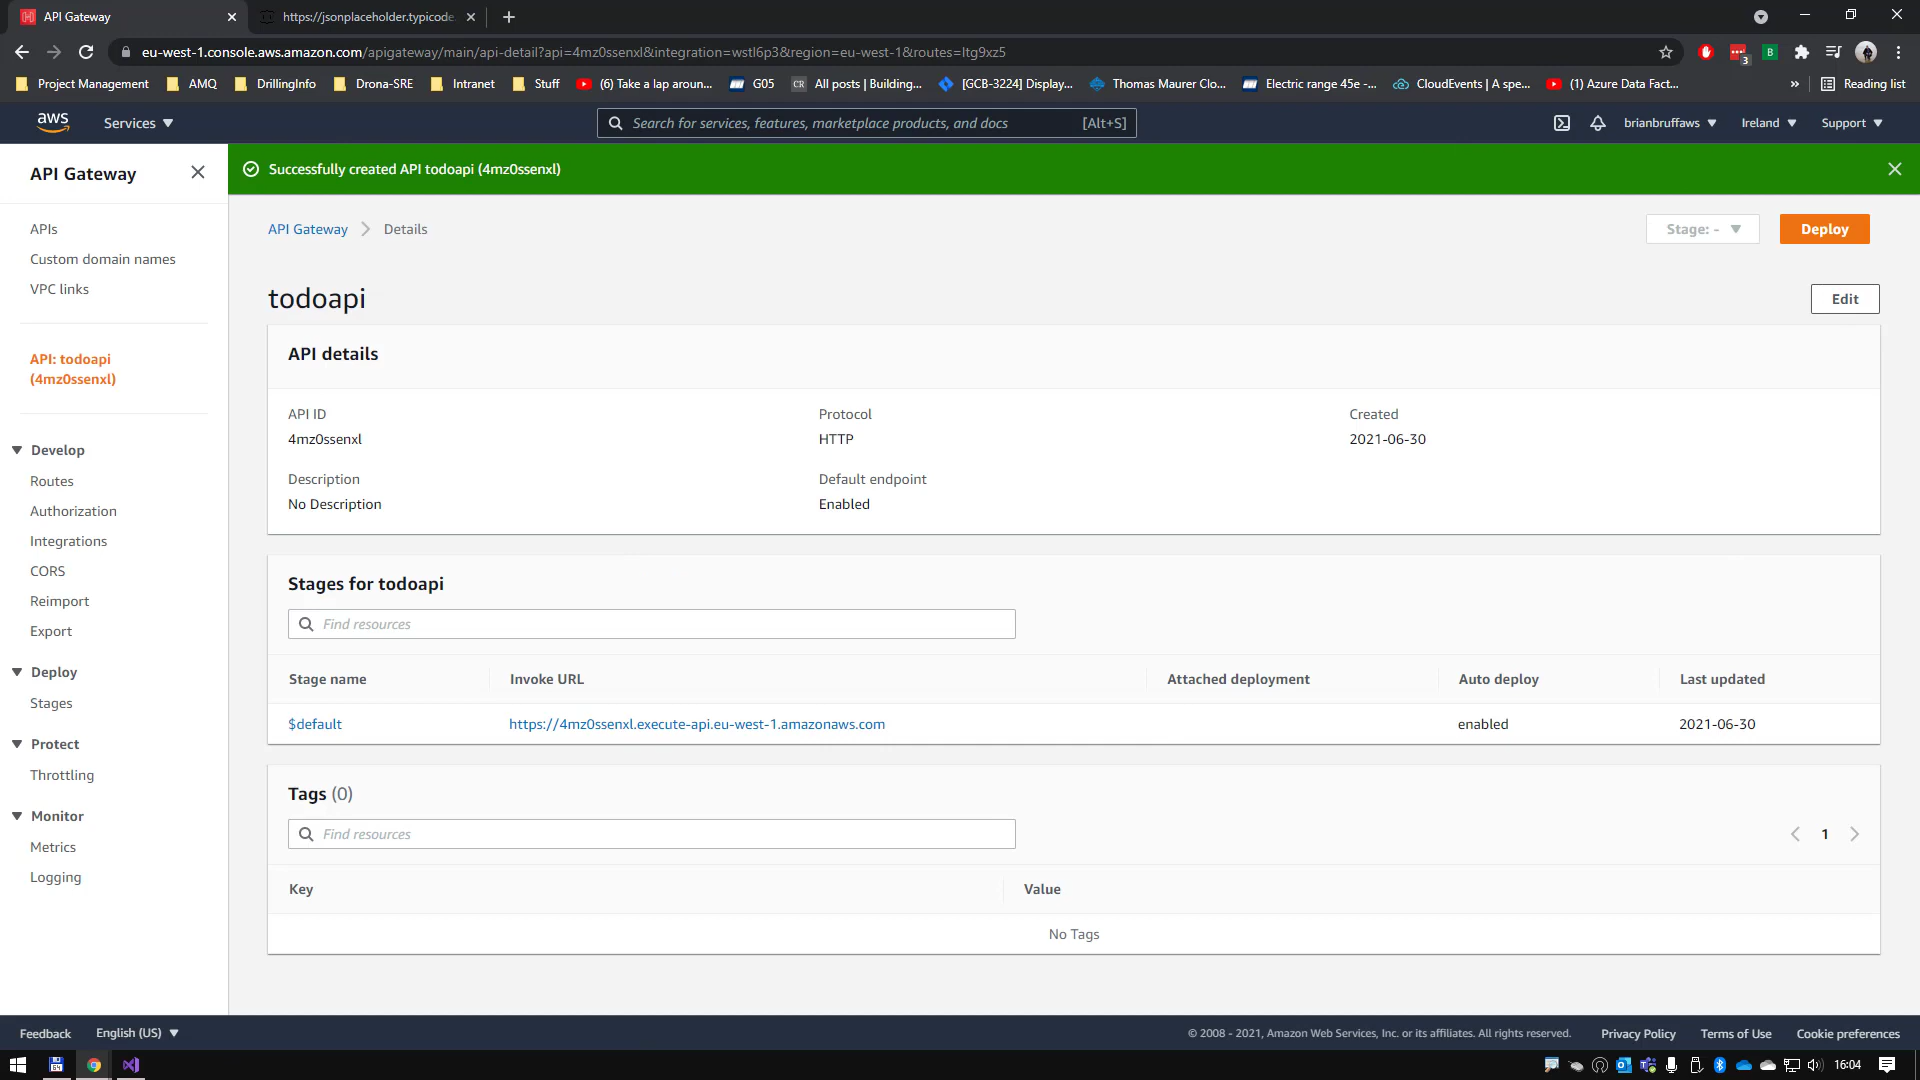 API Gateway
https://jsonplaceholder.typicode.
eu-west-1.console.aws.amazon.com/apigateway/main/api-detail?api=4mz0ssenxl&integration=wstl6p3&region=eu-west-1&routes=ltg9xz5
3
B
Project Management
AMQ
DrillingInfo
Drona-SRE
Intranet
Stuff
(6) Take a lap aroun...
G05
CR
All posts | Building...
[GCB-3224] Display...
Thomas Maurer Clo...
Electric range 45e -...
CloudEvents | A spe...
(1) Azure Data Fact...
»
Reading list
aws
Services
Search for services, features, marketplace products, and docs
[Alt+S]
brianbruffaws
Ireland
Support
API Gateway
Successfully created API todoapi (4mz0ssenxl)
APIs
Custom domain names
VPC links
API: todoapi
(4mz0ssenxl)
Develop
Routes
Authorization
Integrations
CORS
Reimport
Export
Deploy
Stages
Protect
Throttling
Monitor
Metrics
Logging
API Gateway
Details
Stage: -
Deploy
todoapi
Edit
API details
API ID
4mz0ssenxl
Protocol
HTTP
Created
2021-06-30
Description
No Description
Default endpoint
Enabled
Stages for todoapi
Find resources
Stage name
Invoke URL
Attached deployment
Auto deploy
Last updated
$default
https://4mz0ssenxl.execute-api.eu-west-1.amazonaws.com
enabled
2021-06-30
Tags (0)
Find resources
1
Key
Value
No Tags
Feedback
English (US)
© 2008 - 2021, Amazon Web Services, Inc. or its affiliates. All rights reserved.
Privacy Policy
Terms of Use
Cookie preferences
16:04